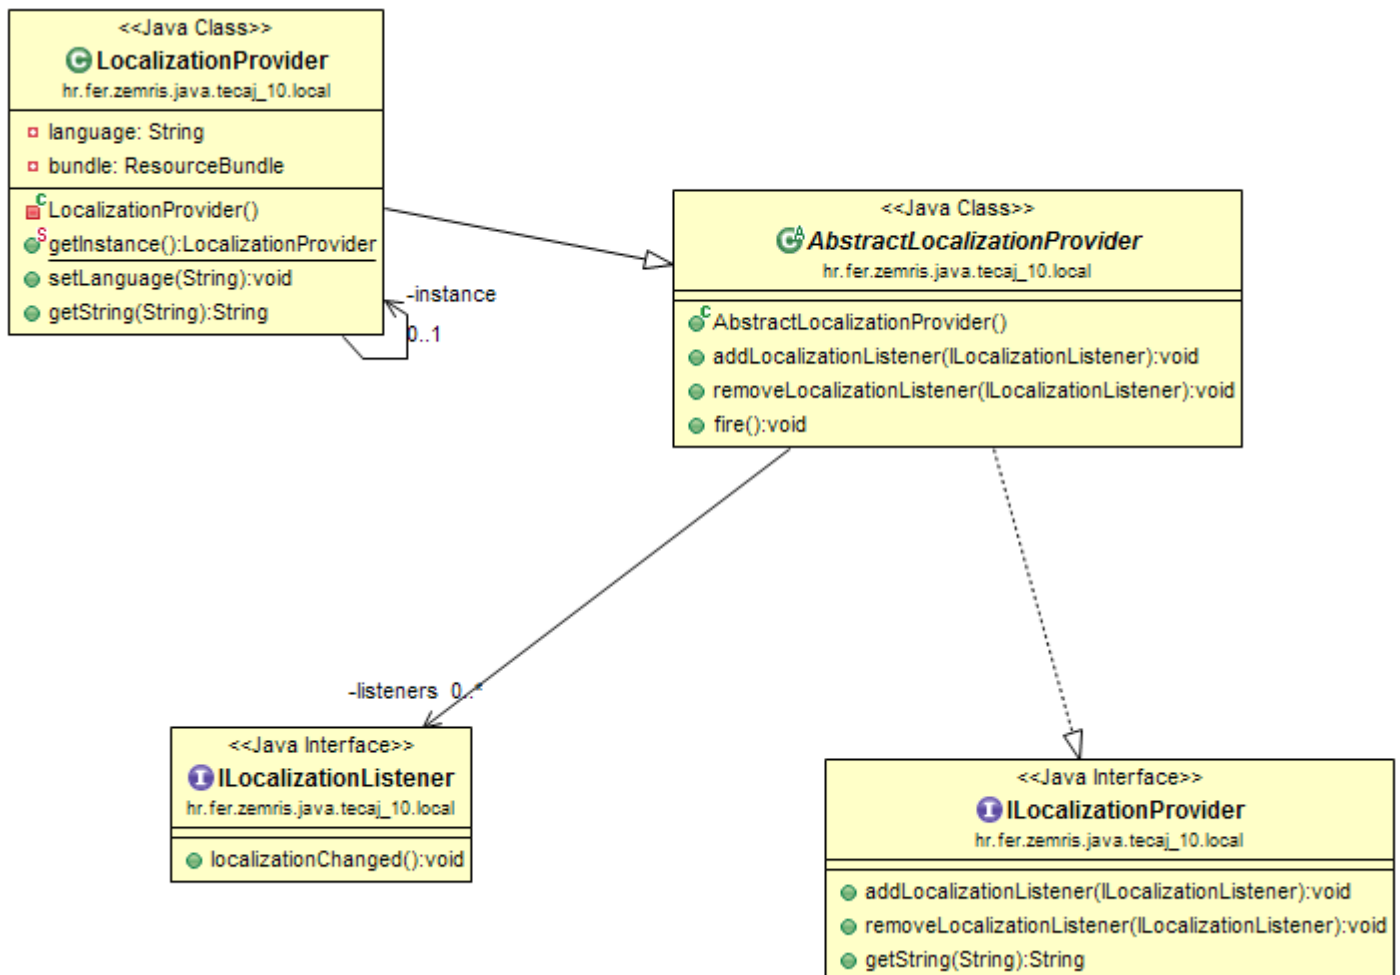 <<Java Class>>
LocalizationProvider
hr.fer.zemris.java.tecaj_10.local
language: String
bundle: ResourceBundle
LocalizationProvider()
getInstance():LocalizationProvider
setLanguage(String):void
getString(String):String
-instance
0..1
<<Java Class>>
AbstractLocalizationProvider
hr.fer.zemris.java.tecaj_10.local
AbstractLocalizationProvider()
addLocalizationListener(ILocalizationListener):void
removeLocalizationListener(ILocalizationListener):void
fire():void
-listeners 0..*
<<Java Interface>>
ILocalizationListener
hr.fer.zemris.java.tecaj_10.local
localizationChanged():void
<<Java Interface>>
ILocalizationProvider
hr.fer.zemris.java.tecaj_10.local
addLocalizationListener(ILocalizationListener):void
removeLocalizationListener(ILocalizationListener):void
getString(String):String